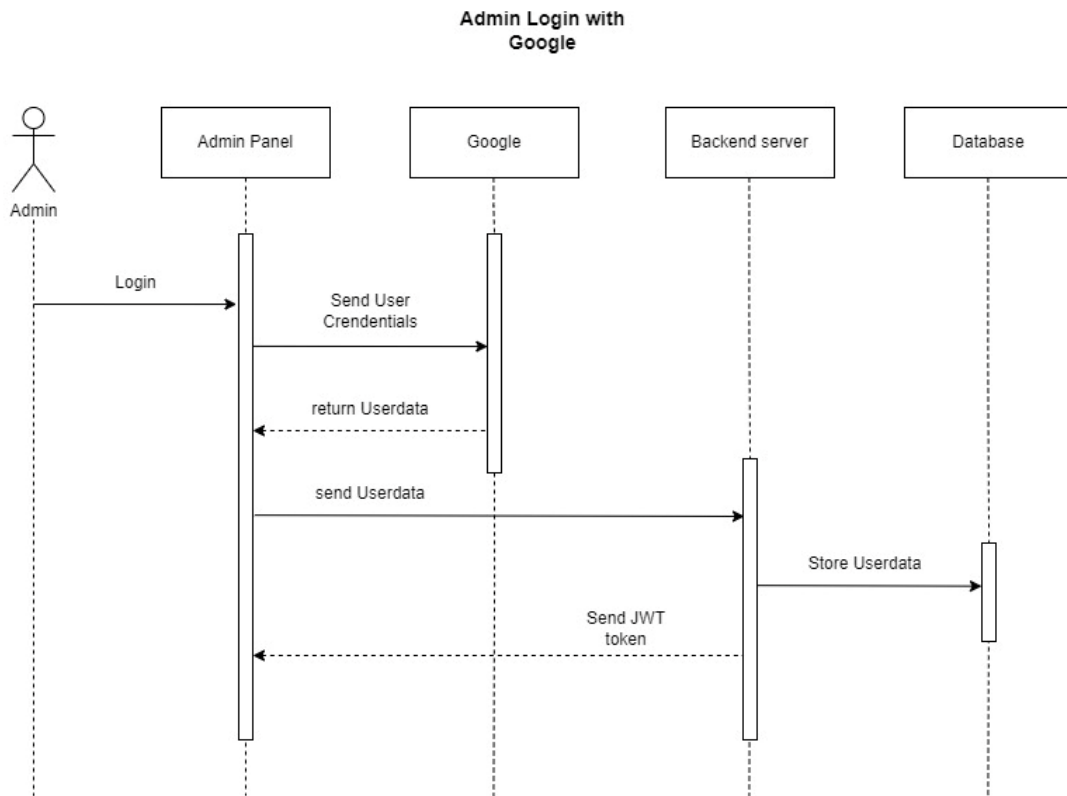 Admin Login with
Google
Admin Panel
Google
Backend server
Database
Admin
Login
Send User
Crendentials
return Userdata
send Userdata
Store Userdata
Send JWT
token